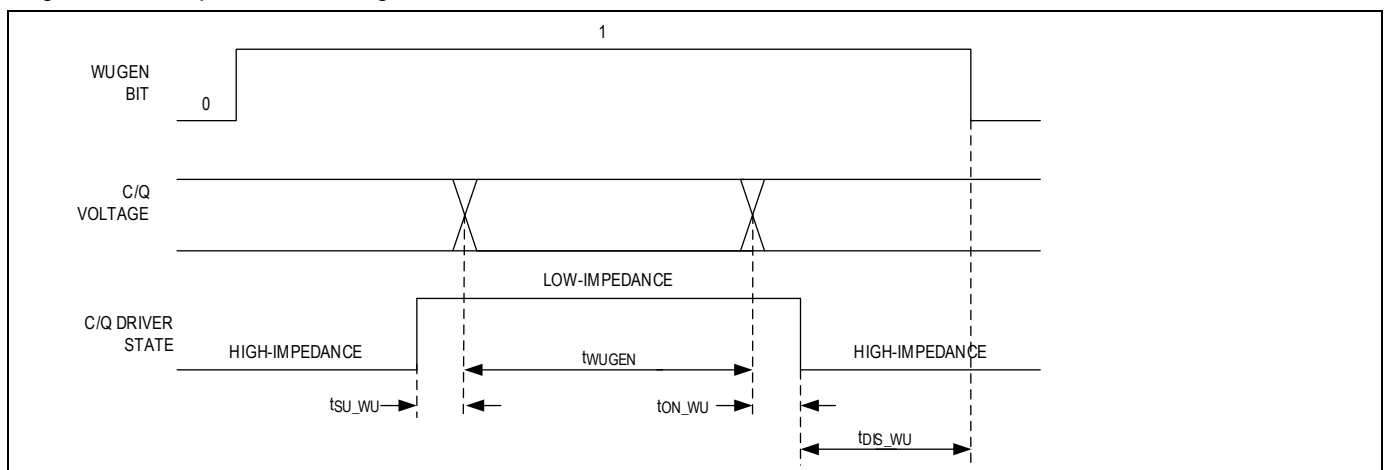 1
WUGEN
BIT
0
C/Q
VOLTAGE
LOW-IMPEDANCE
C/Q DRIVER
STATE
HIGH-IMPEDANCE
tWUGEN
HIGH-IMPEDANCE
tSU_WU
tON_WU
tDIS_WU